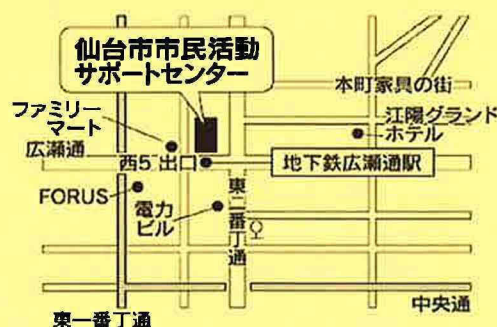 仙台市市民活動
サポートセンター
本町家具の街
ファミリー
マート
江陽グランド
ホテル
広瀬通
西5出口
地下鉄広瀬通駅
FORUS
電力
ビル
東二番丁通
中央通
東一番丁通